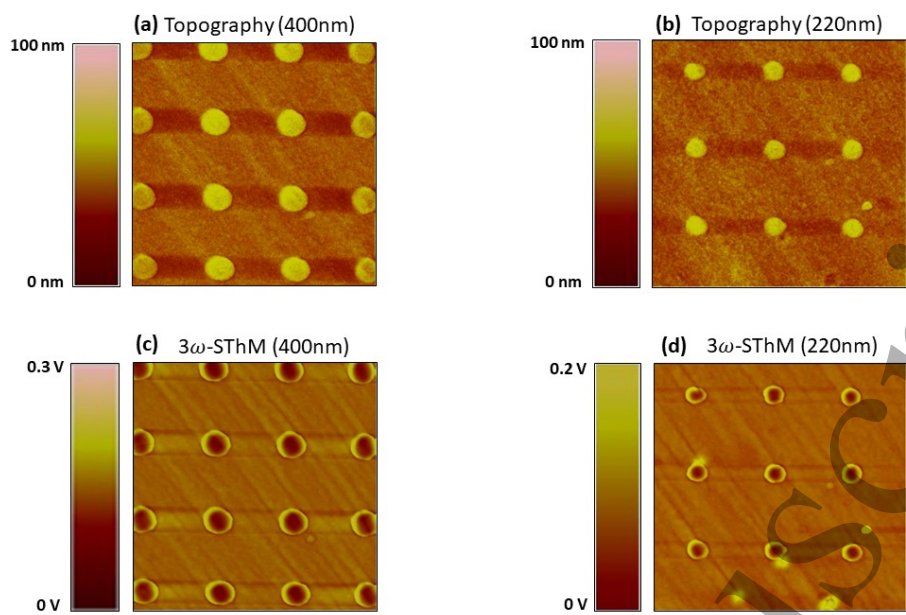 (a) Topography (400nm)
(b) Topography (220nm)
100 nm
100 nm
0 nm
0 nm
(c) 3ω-SThM (400nm)
(d) 3ω-SThM (220nm)
0.3 V
0.2 V
0 V
0 V